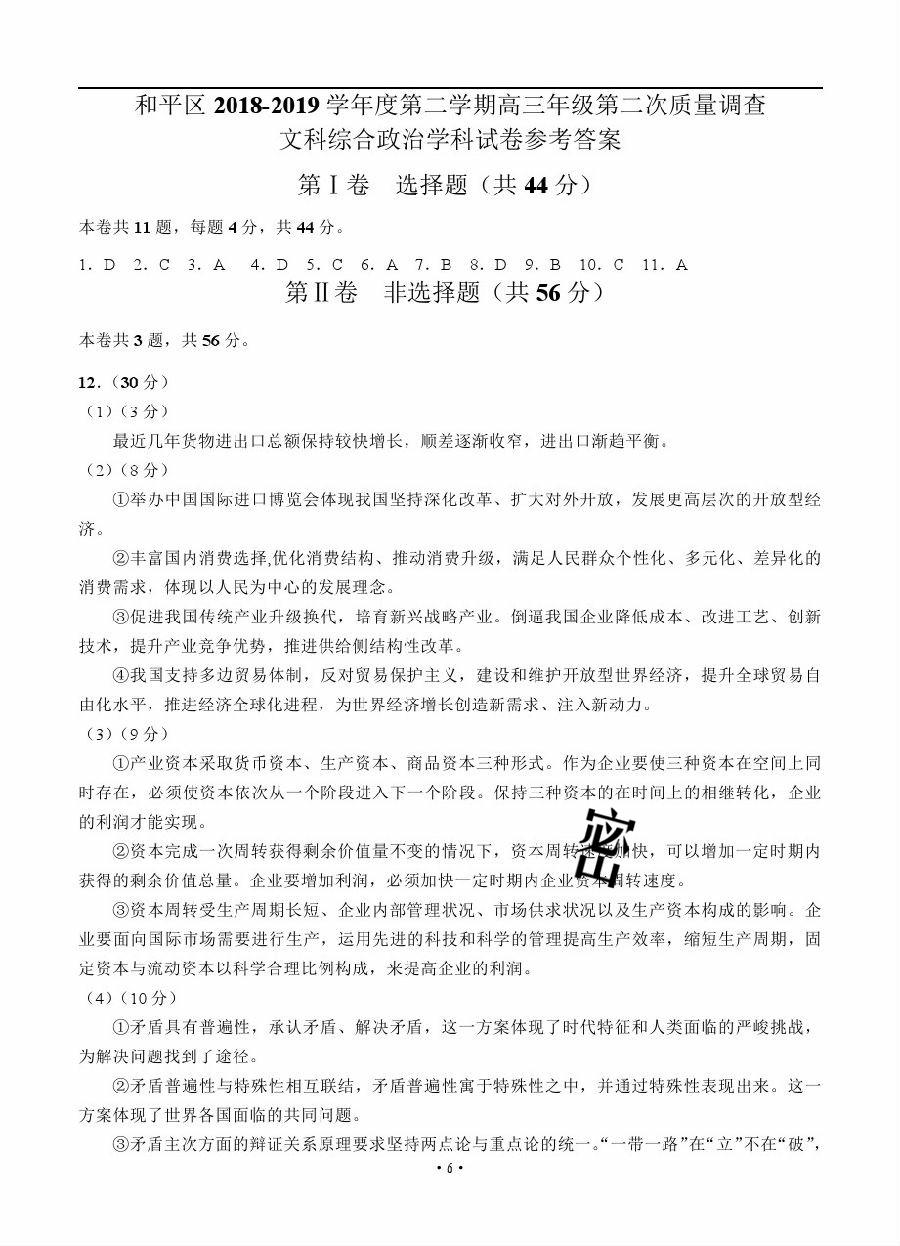 和平区 2018-2019 学年度第二学期高三年级第二次质量调查
文科综合政治学科试卷参考答案
第Ⅰ卷 选择题（共 44 分）
本卷共 11 题，每题 4 分，共 44 分。
1．D 2．C 3．A 4．D 5．C 6．A 7．B 8．D 9．B 10．C 11．A
第Ⅱ卷 非选择题（共 56 分）
本卷共 3 题，共 56 分。
12.（30 分）
（1）（3 分）
最近几年货物进出口总额保持较快增长，顺差逐渐收窄，进出口渐趋平衡。
（2）（8 分）
①举办中国国际进口博览会体现我国坚持深化改革、扩大对外开放，发展更高层次的开放型经
济。
②丰富国内消费选择,优化消费结构、推动消费升级，满足人民群众个性化、多元化、差异化的
消费需求，体现以人民为中心的发展理念。
③促进我国传统产业升级换代，培育新兴战略产业。倒逼我国企业降低成本、改进工艺、创新
技术，提升产业竞争优势，推进供给侧结构性改革。
④我国支持多边贸易体制，反对贸易保护主义，建设和维护开放型世界经济，提升全球贸易自
由化水平，推进经济全球化进程，为世界经济增长创造新需求、注入新动力。
（3）（9 分）
①产业资本采取货币资本、生产资本、商品资本三种形式。作为企业要使三种资本在空间上同
时存在，必须使资本依次从一个阶段进入下一个阶段。保持三种资本的在时间上的相继转化，企业
的利润才能实现。
②资本完成一次周转获得剩余价值量不变的情况下，资本周转速度加快，可以增加一定时期内
获得的剩余价值总量。企业要增加利润，必须加快一定时期内企业资本周转速度。
密
出
③资本周转受生产周期长短、企业内部管理状况、市场供求状况以及生产资本构成的影响。企
业要面向国际市场需要进行生产，运用先进的科技和科学的管理提高生产效率，缩短生产周期，固
定资本与流动资本以科学合理比例构成，来提高企业的利润。
（4）（10 分）
①矛盾具有普遍性，承认矛盾、解决矛盾，这一方案体现了时代特征和人类面临的严峻挑战，
为解决问题找到了途径。
②矛盾普遍性与特殊性相互联结，矛盾普遍性寓于特殊性之中，并通过特殊性表现出来。这一
方案体现了世界各国面临的共同问题。
③矛盾主次方面的辩证关系原理要求坚持两点论与重点论的统一。“一带一路”在“立”不在“破”，
• 6 •